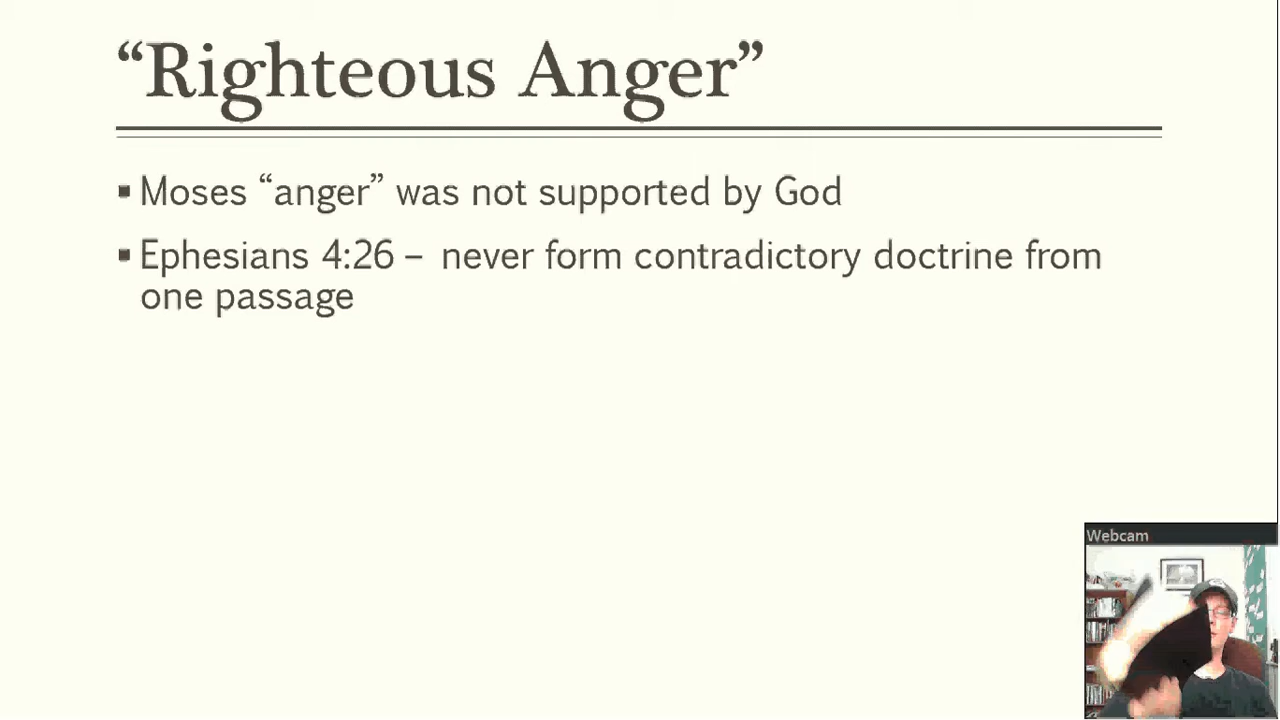 “Righteous Anger”
▪ Moses “anger” was not supported by God
▪ Ephesians 4:26 – never form contradictory doctrine from
one passage
Webcam